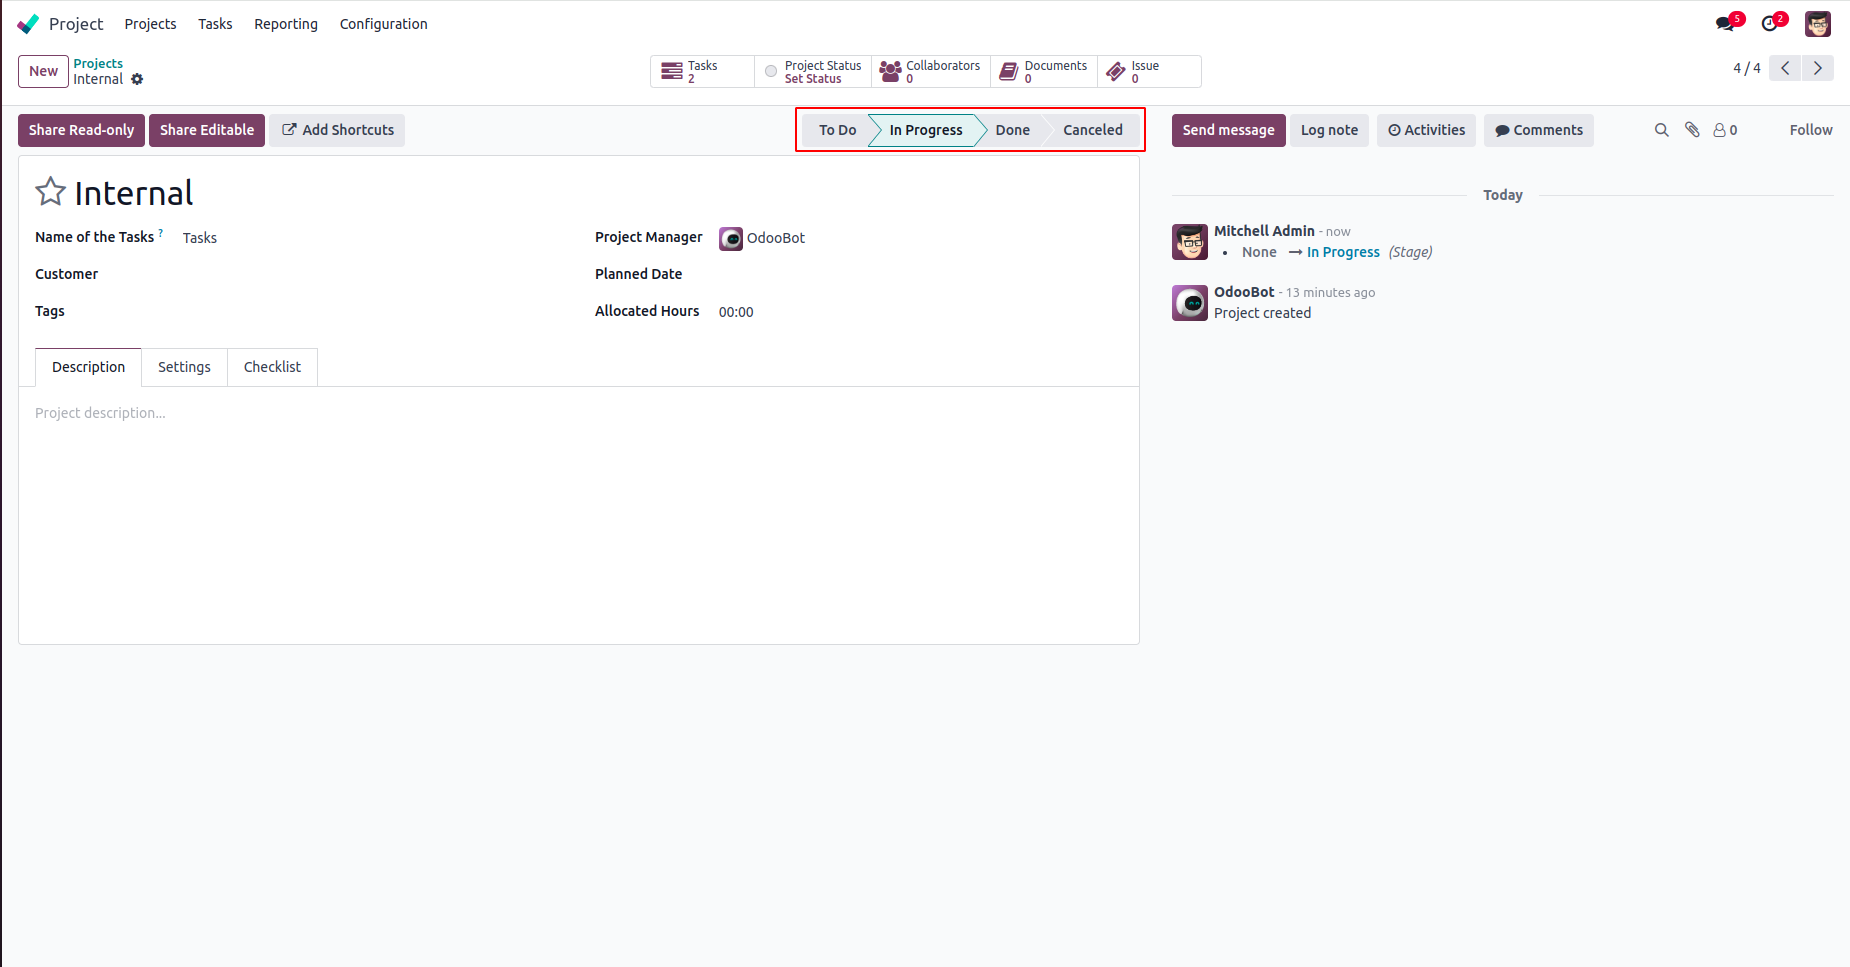 Project Projects Tasks Reporting Configuration 5 2
New Projects
Internal
Tasks
2
Project Status
Set Status
Collaborators
0
Documents
0
Issue
0
4 / 4
Share Read-only Share Editable Add Shortcuts To Do In Progress Done Canceled
Send message Log note Activities Comments 0 Follow
Internal
Name of the Tasks ? Tasks
Project Manager OdooBot
Customer
Planned Date
Tags
Allocated Hours 00:00
Description Settings Checklist
Project description...
Today
Mitchell Admin - now
• None → In Progress (Stage)
OdooBot - 13 minutes ago
Project created